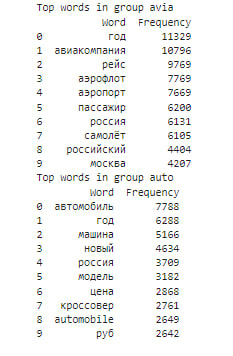 Top words in group avia
Word Frequency
0 год 11329
1 авиакомпания 10796
2 рейс 9769
3 аэрофлот 7769
4 аэропорт 7669
5 пассажир 6200
6 россия 6131
7 самолёт 6105
8 российский 4404
9 москва 4207
Top words in group auto
Word Frequency
0 автомобиль 7788
1 год 6288
2 машина 5166
3 новый 4634
4 россия 3709
5 модель 3182
6 цена 2868
7 кроссовер 2761
8 automobile 2649
9 руб 2642